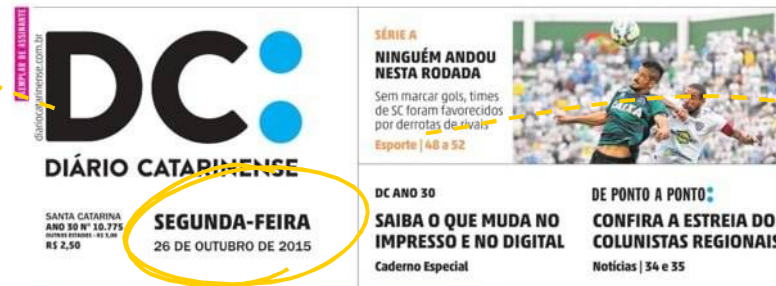 EXEMPLAR DE ASSINANTE
diariocatarinense.com.br
DC:
DIÁRIO CATARINENSE
SANTA CATARINA
ANO 30 Nº 10.775
OUTROS ESTADOS - R$ 5,00
R$ 2,50
SEGUNDA-FEIRA
26 DE OUTUBRO DE 2015
SÉRIE A
NINGUÉM ANDOU
NESTA RODADA
Sem marcar gols, times
de SC foram favorecidos
por derrotas de rivais
Esporte | 48 a 52
DC ANO 30
SAIBA O QUE MUDA NO
IMPRESSO E NO DIGITAL
Caderno Especial
DE PONTO A PONTO:
CONFIRA A ESTREIA DO
COLUNISTAS REGIONAIS
Notícias | 34 e 35